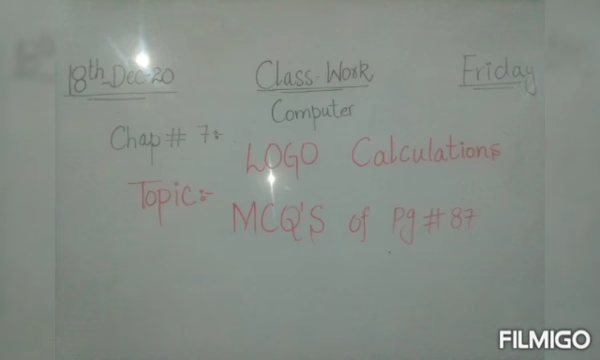 18th-Dec-20 Class-Work Friday
Computer
Chap# 7:- LOGO Calculations
Topic:- MCQ'S of Pg # 87
FILMIGO